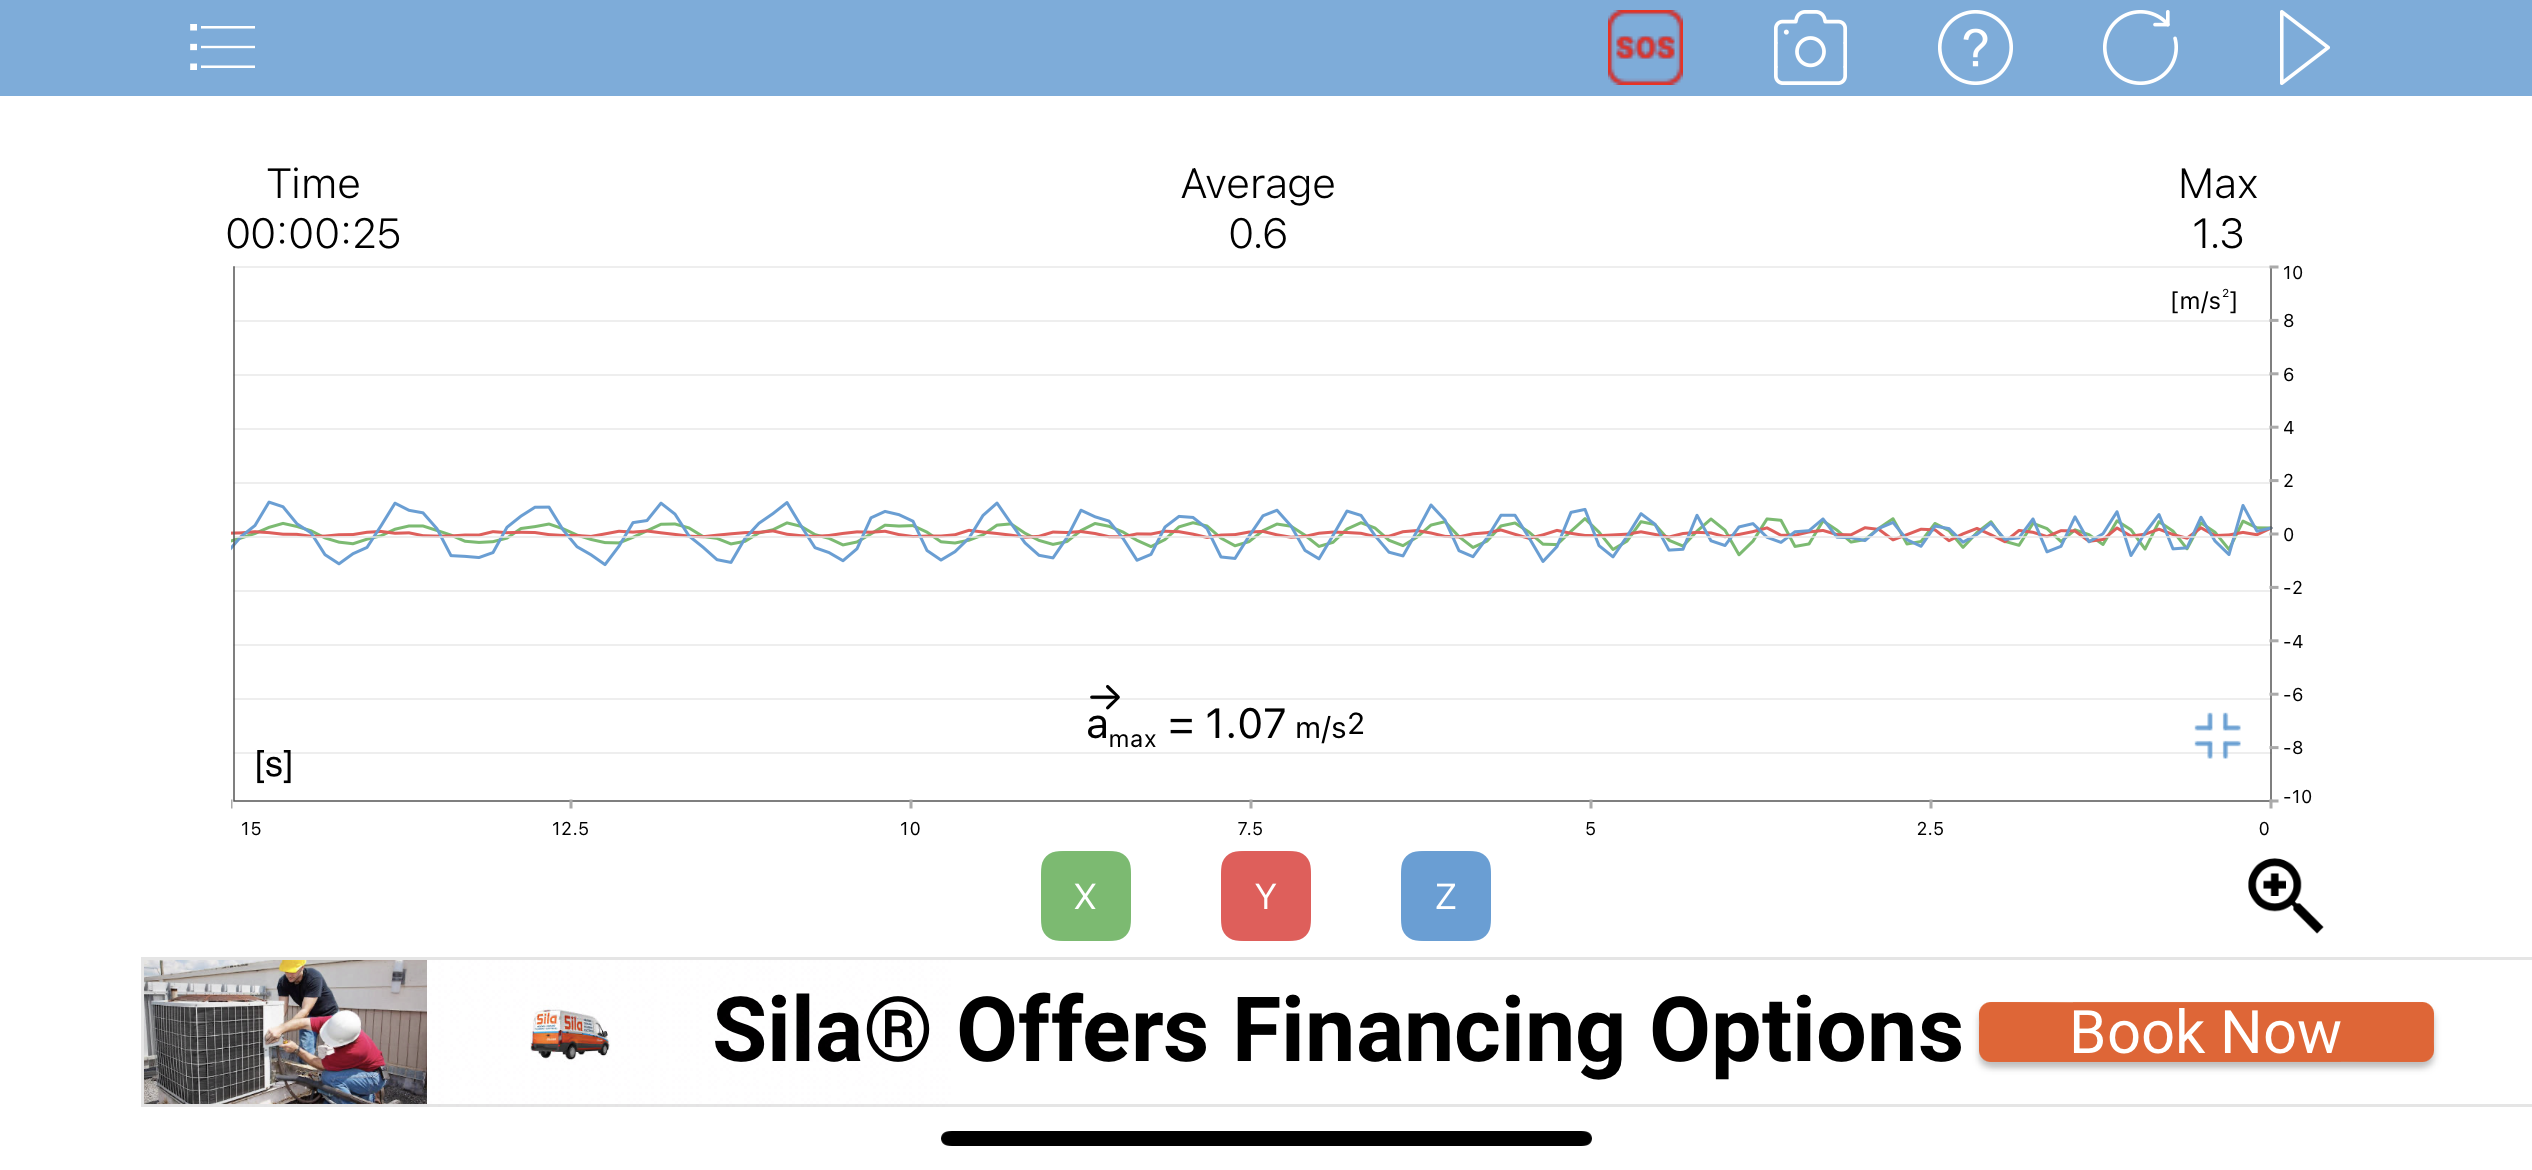 SOS
?
Time
00:00:25
Average
0.6
Max
1.3
[m/s²]
10
8
6
4
2
0
-2
-4
-6
-8
-10
a max = 1.07 m/s2
[s]
15 12.5 10 7.5 5 2.5 0
X Y Z
Sila
Sila
Sila® Offers Financing Options
Book Now